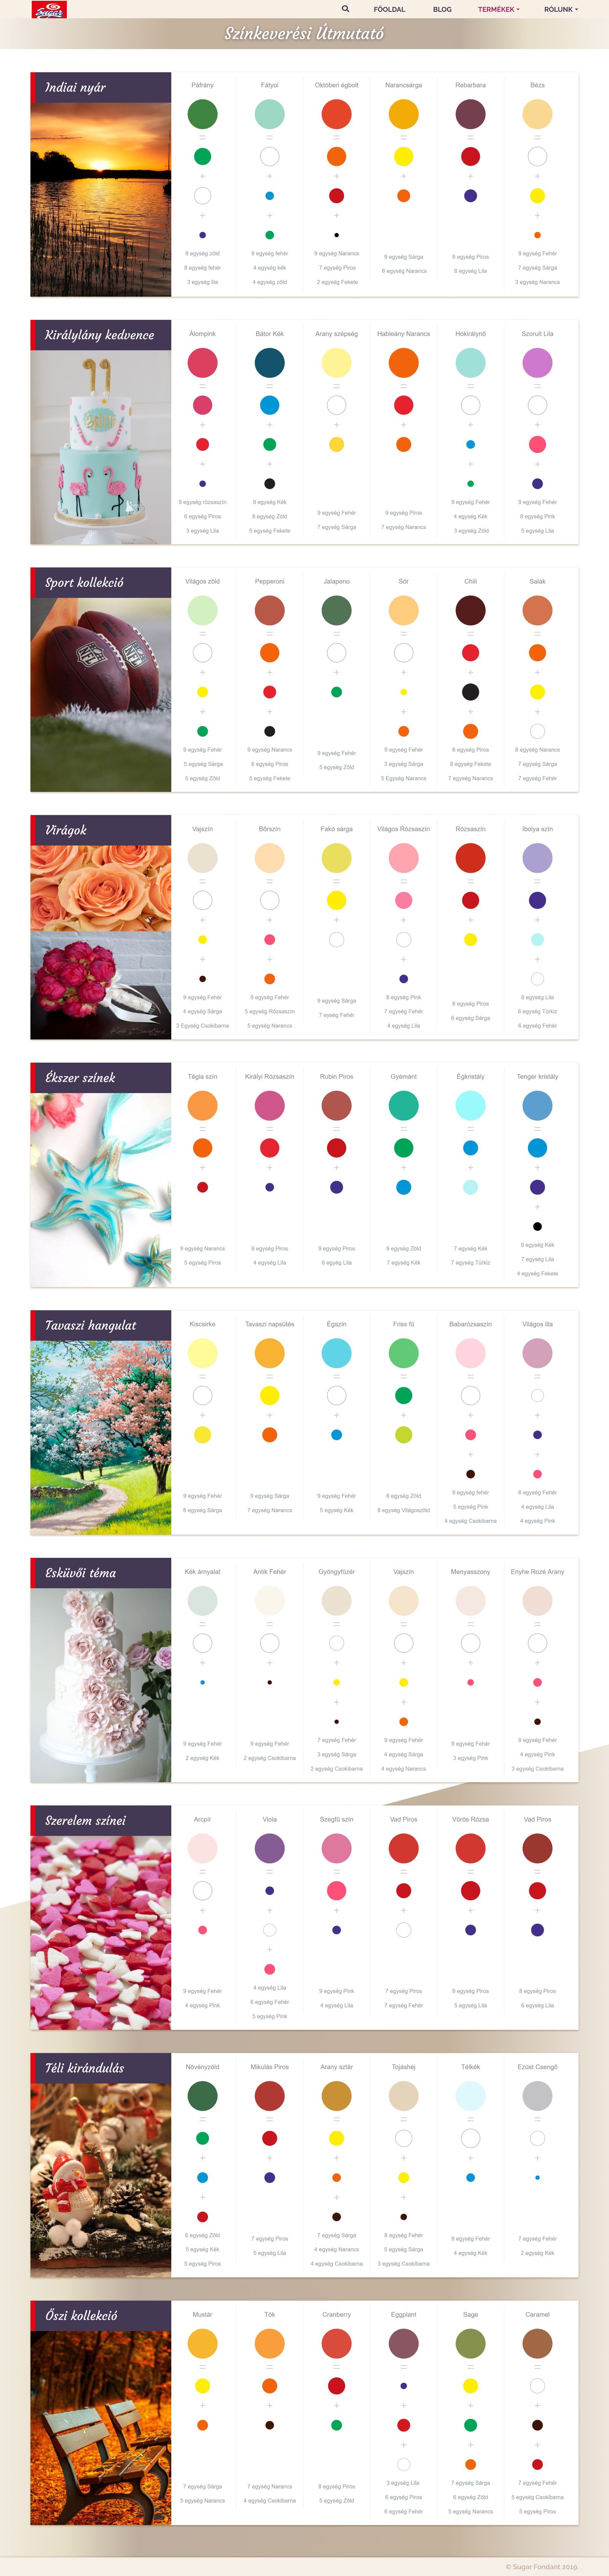 Sugar
FŐOLDAL
BLOG
TERMÉKEK
RÓLUNK
Színkeverési Útmutató
Indiai nyár
Páfrány
Fátyol
Októberi égbolt
Narancsárga
Rebarbara
Bézs
8 egység zöld
8 egység fehér
3 egység lila
9 egység fehér
4 egység kék
4 egység zöld
9 egység Narancs
7 egység Piros
2 egység Fekete
9 egység Sárga
6 egység Narancs
9 egység Piros
6 egység Lila
9 egység Fehér
7 egység Sárga
3 egység Narancs
Királylány kedvence
Álompink
Bátor Kék
Arany szépség
Hableány Narancs
Hókirálynő
Szorult Lila
9 egység rózsaszín
8 egység Piros
3 egység Lila
9 egység Kék
6 egység Zöld
5 egység Fekete
9 egység Fehér
7 egység Sárga
9 egység Piros
7 egység Narancs
9 egység Fehér
4 egység Kék
3 egység Zöld
9 egység Fehér
8 egység Pink
5 egység Lila
Sport kollekció
Világos zöld
Pepperoni
Jalapeno
Sör
Chili
Salak
9 egység Fehér
5 egység Sárga
5 egység Zöld
9 egység Narancs
6 egység Piros
5 egység Fekete
9 egység Fehér
5 egység Zöld
9 egység Fehér
3 egység Sárga
5 Egység Narancs
8 egység Piros
8 egység Fekete
7 egység Narancs
8 egység Narancs
7 egység Sárga
7 egység Fehér
Virágok
Vajszín
Bőrszín
Fakó sárga
Világos Rózsaszín
Rózsaszín
Ibolya szín
9 egység Fehér
4 egység Sárga
3 Egység Csokibarna
8 egység Fehér
5 egység Rózsaszín
5 egység Narancs
9 egység Sárga
7 eység Fehér
8 egység Pink
7 egység Fehér
4 egység Lila
8 egység Piros
6 egység Sárga
8 egység Lila
6 egység Türkiz
6 egység Fehér
Ékszer színek
Tégla szín
Királyi Rózsaszín
Rubin Piros
Gyémánt
Égkristály
Tenger kristály
9 egység Narancs
5 egység Piros
9 egység Piros
4 egység Lila
9 egység Piros
6 egyég Lila
9 egység Zöld
7 egység Kék
7 egység Kék
7 egység Türkiz
9 egység Kék
7 egység Lila
4 egység Fekete
Tavaszi hangulat
Kiscsirke
Tavaszi napsütés
Égszín
Friss fű
Babarózsaszín
Világos lila
9 egység Fehér
8 egység Sárga
9 egység Sárga
7 egység Narancs
9 egység Fehér
5 egység Kék
8 egység Zöld
8 egység Világoszöld
9 egység fehér
5 egység Pink
4 egység Csokibarna
6 egység Fehér
4 egység Lila
4 egység Pink
Esküvői téma
Kék árnyalat
Antik Fehér
Gyöngyfűzér
Vajszín
Menyasszony
Enyhe Rozé Arany
9 egység Fehér
2 egység Kék
9 egység Fehér
2 egység Csokibarna
7 egység Fehér
3 egység Sárga
2 egység Csokibarna
9 egység Fehér
4 egység Sárga
4 egység Narancs
9 egység Fehér
3 egység Pink
9 egység Fehér
4 egység Pink
3 egység Csokibarna
Szerelem színei
Arcpír
Viola
Szegfű szín
Vad Piros
Vörös Rózsa
Vad Piros
9 egység Fehér
4 egység Pink
4 egység Lila
6 egység Fehér
5 egység Pink
9 egység Pink
4 egység Lila
7 egység Piros
7 egység Fehér
9 egység Piros
5 egység Lila
8 egység Piros
6 egység Lila
Téli kirándulás
Növényzöld
Mikulás Piros
Arany sztár
Tojáshéj
Télkék
Ezüst Csengő
6 egység Zöld
5 egység Kék
5 egység Piros
7 egység Piros
5 egység Lila
7 egység Sárga
4 egység Narancs
4 egység Csokibarna
8 egység Fehér
5 egység Sárga
3 egység Csokibarna
9 egység Fehér
4 egység Kék
7 egység Fehér
2 egység Kék
Őszi kollekció
Mustár
Tök
Cranberry
Eggplant
Sage
Caramel
7 egység Sárga
5 egység Narancs
7 egység Narancs
4 egység Csokibarna
8 egység Piros
5 egység Zöld
3 egység Lila
6 egység Piros
6 egység Fehér
7 egység Sárga
6 egység Zöld
5 egység Narancs
7 egység Fehér
5 egység Csokibarna
5 egység Piros
© Sugar Fondant 2019.